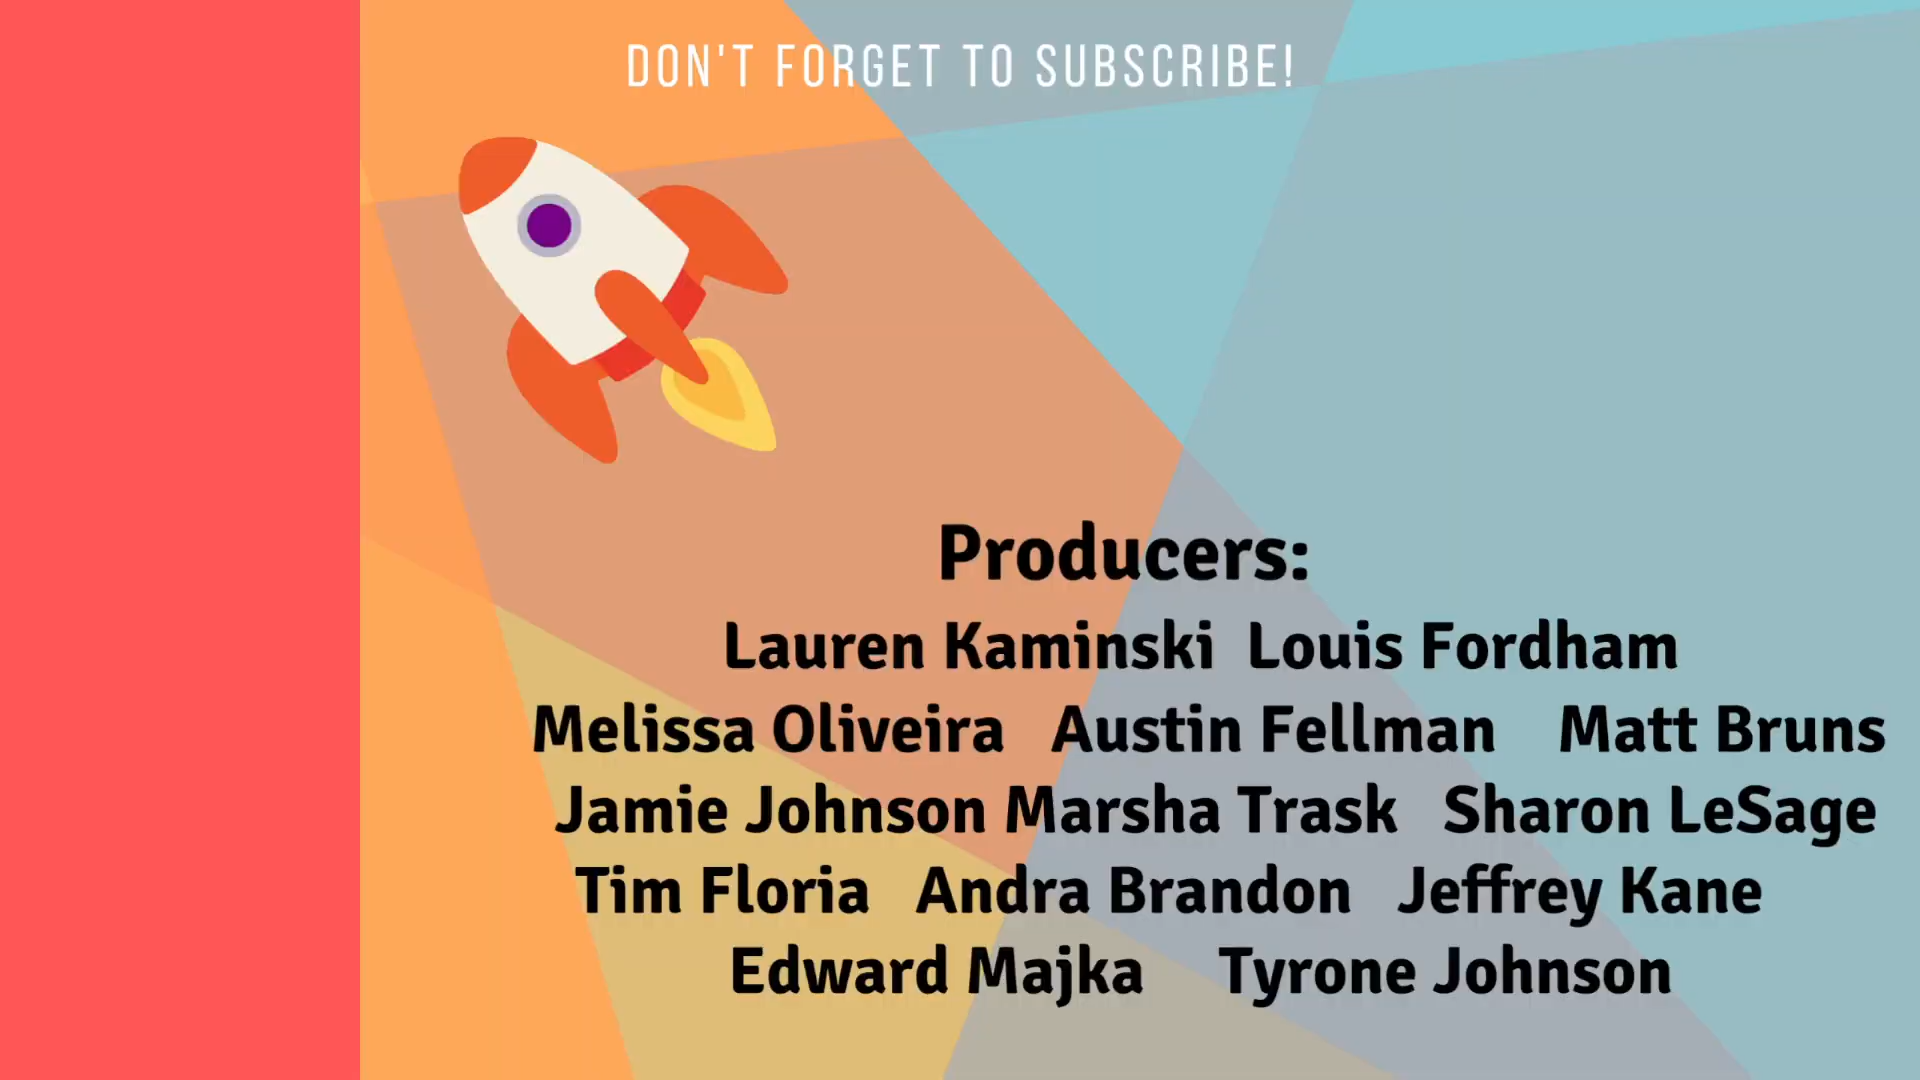 DON'T FORGET TO SUBSCRIBE!
Producers:
Lauren Kaminski Louis Fordham
Melissa Oliveira Austin Fellman Matt Bruns
Jamie Johnson Marsha Trask Sharon LeSage
Tim Floria Andra Brandon Jeffrey Kane
Edward Majka Tyrone Johnson